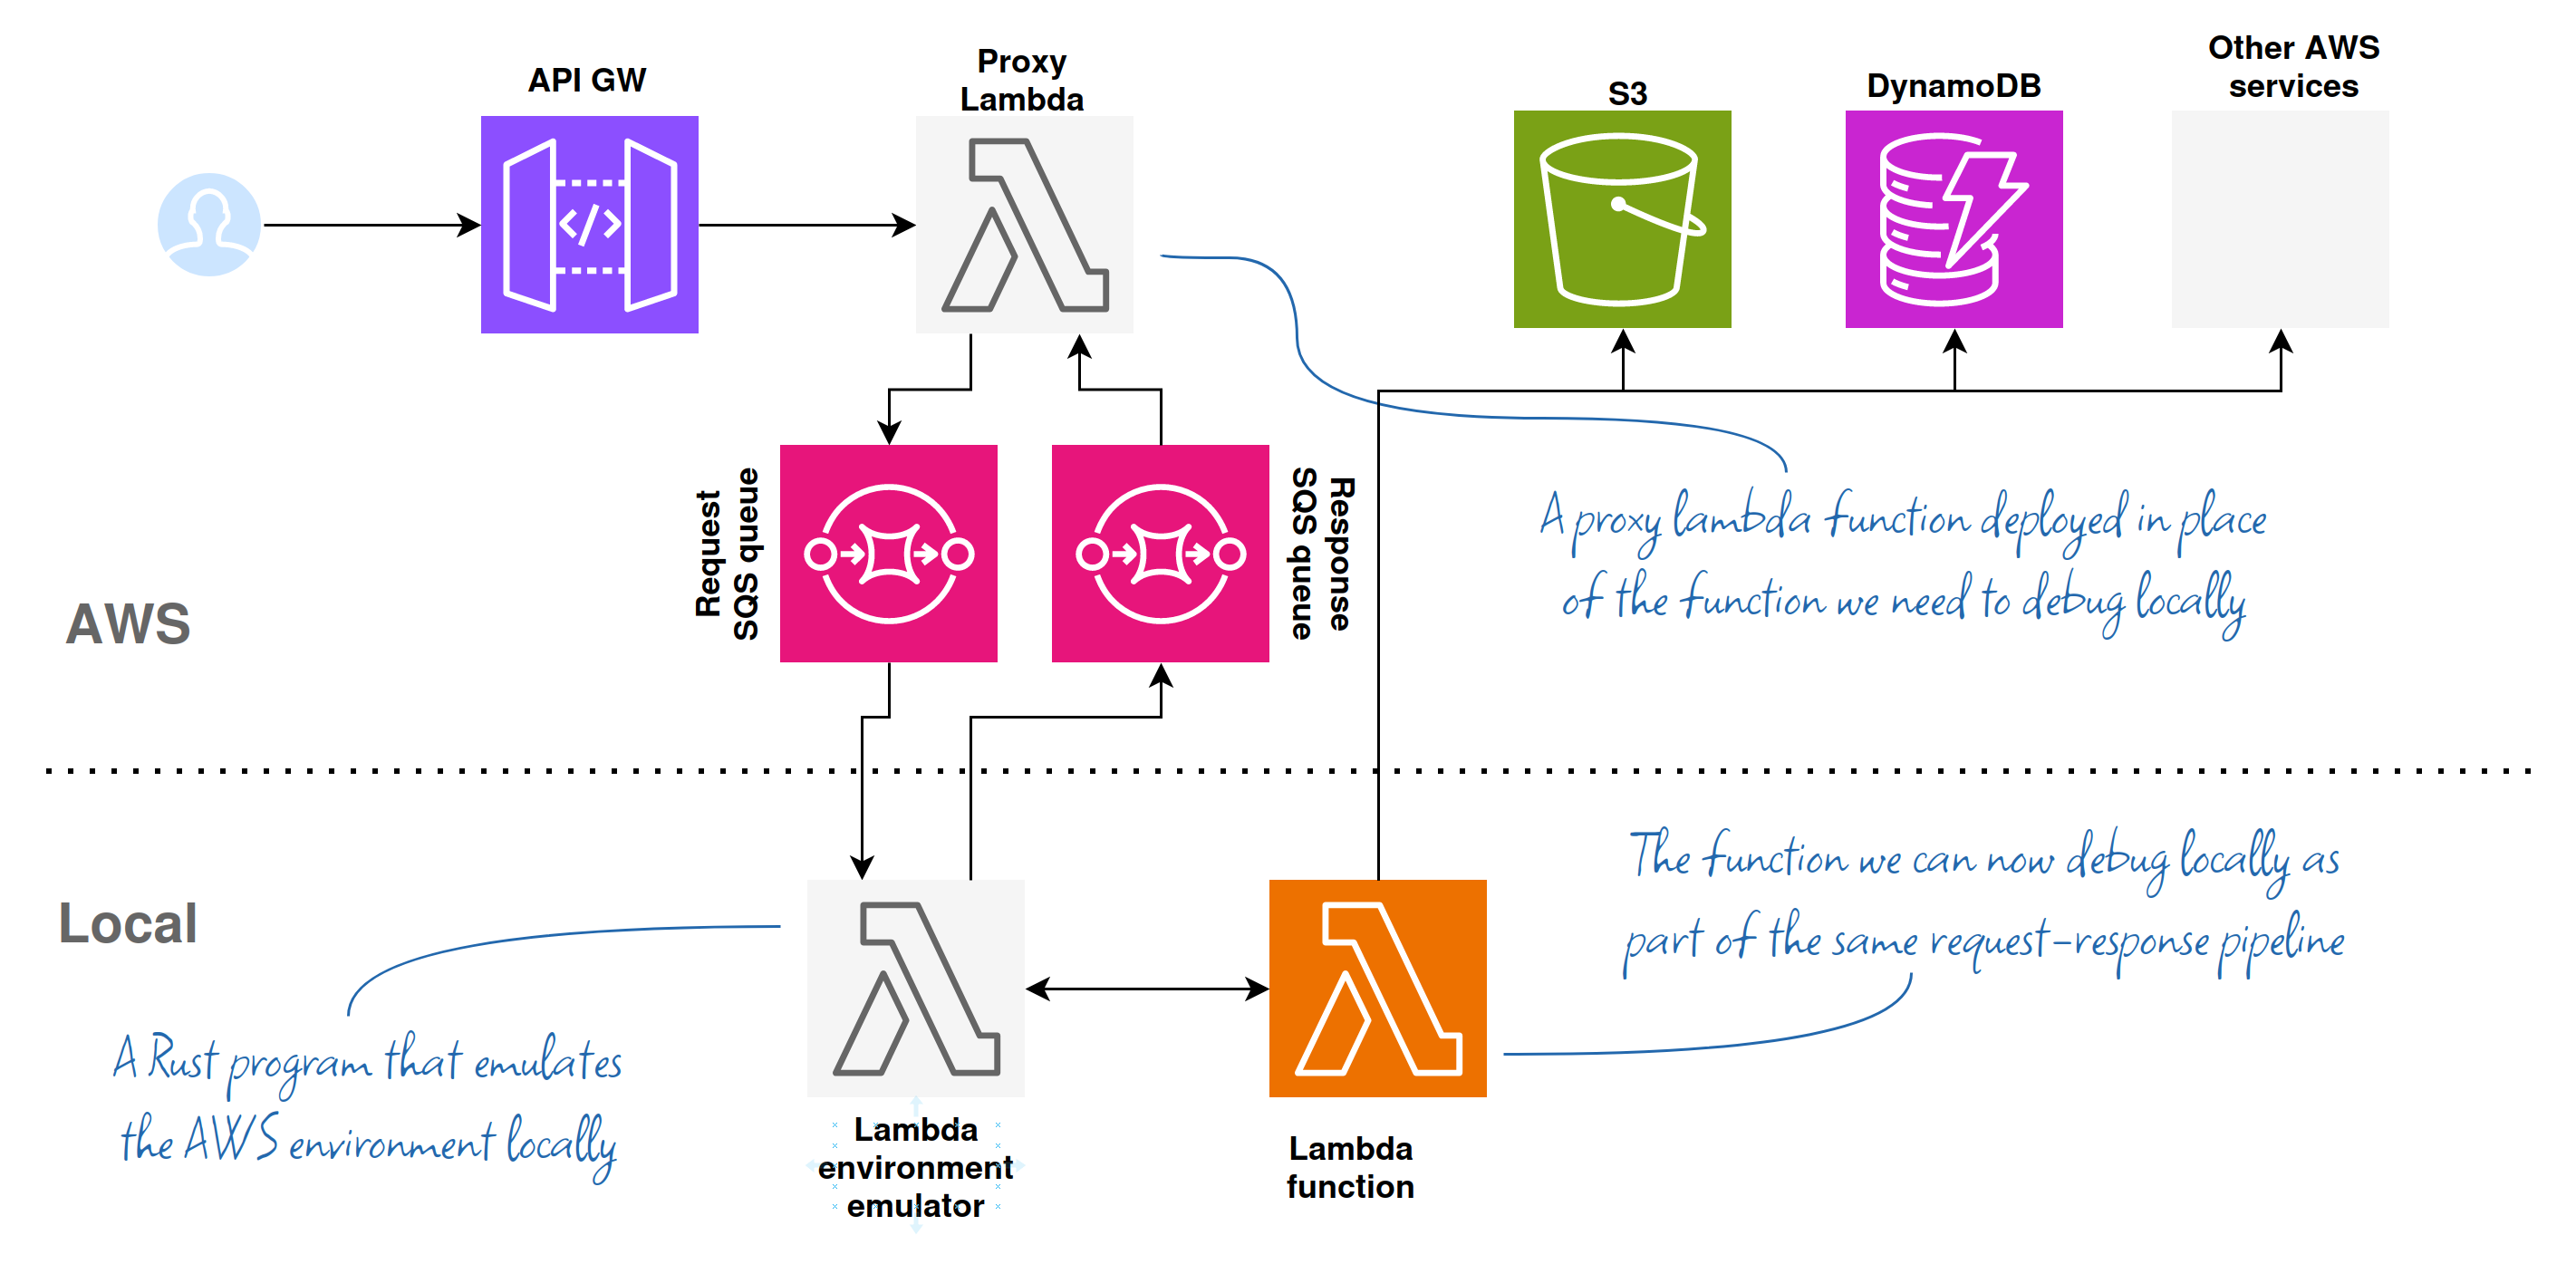 API GW
Proxy
Lambda
S3
DynamoDB
Other AWS
services
</>
Request
SQS queue
Response
SQS queue
A proxy lambda function deployed in place
of the function we need to debug locally
AWS
Local
The function we can now debug locally as
part of the same request-response pipeline
A Rust program that emulates
the AWS environment locally
Lambda
environment
emulator
Lambda
function